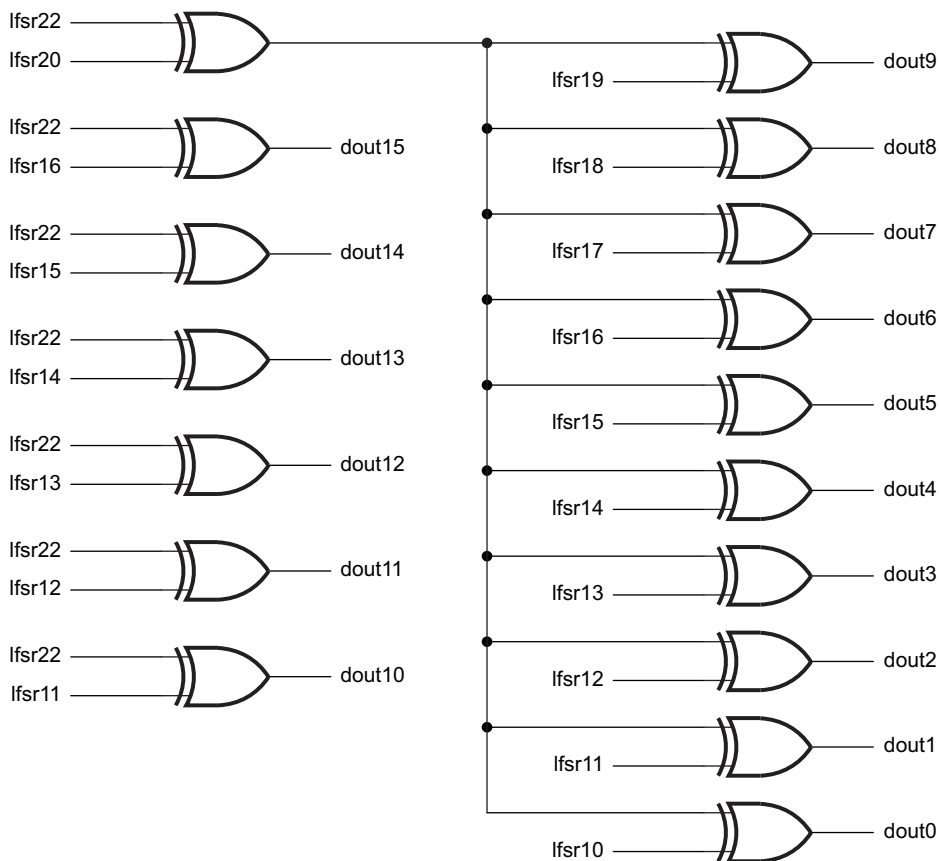 lfsr22
lfsr20
lfsr22
lfsr16
dout15
lfsr22
lfsr15
dout14
lfsr22
lfsr14
dout13
lfsr22
lfsr13
dout12
lfsr22
lfsr12
dout11
lfsr22
lfsr11
dout10
lfsr19
dout9
lfsr18
dout8
lfsr17
dout7
lfsr16
dout6
lfsr15
dout5
lfsr14
dout4
lfsr13
dout3
lfsr12
dout2
lfsr11
dout1
lfsr10
dout0